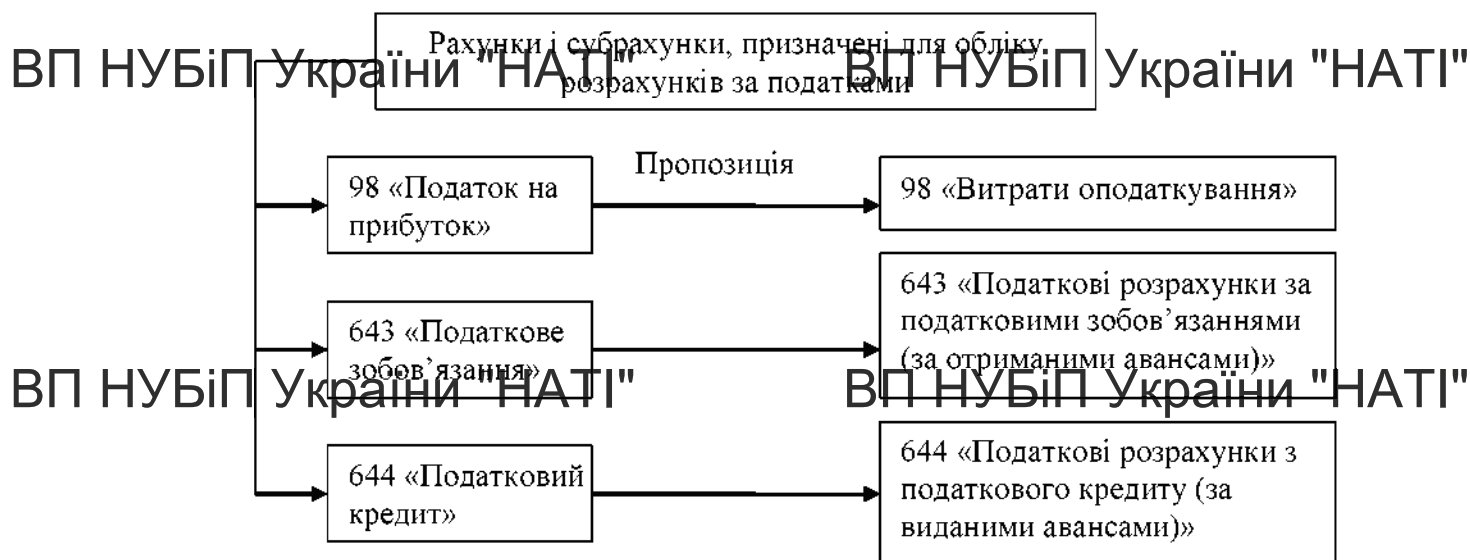 Рахунки і субрахунки, призначені для обліку
розрахунків за податками
ВП НУБіП України "НАТІ"
ВП НУБіП України "НАТІ"
Пропозиція
98 «Податок на
прибуток»
98 «Витрати оподаткування»
643 «Податкове
зобов’язання»
643 «Податкові розрахунки за
податковими зобов’язаннями
(за отриманими авансами)»
ВП НУБіП України "НАТІ"
ВП НУБіП України "НАТІ"
644 «Податковий
кредит»
644 «Податкові розрахунки з
податкового кредиту (за
виданими авансами)»